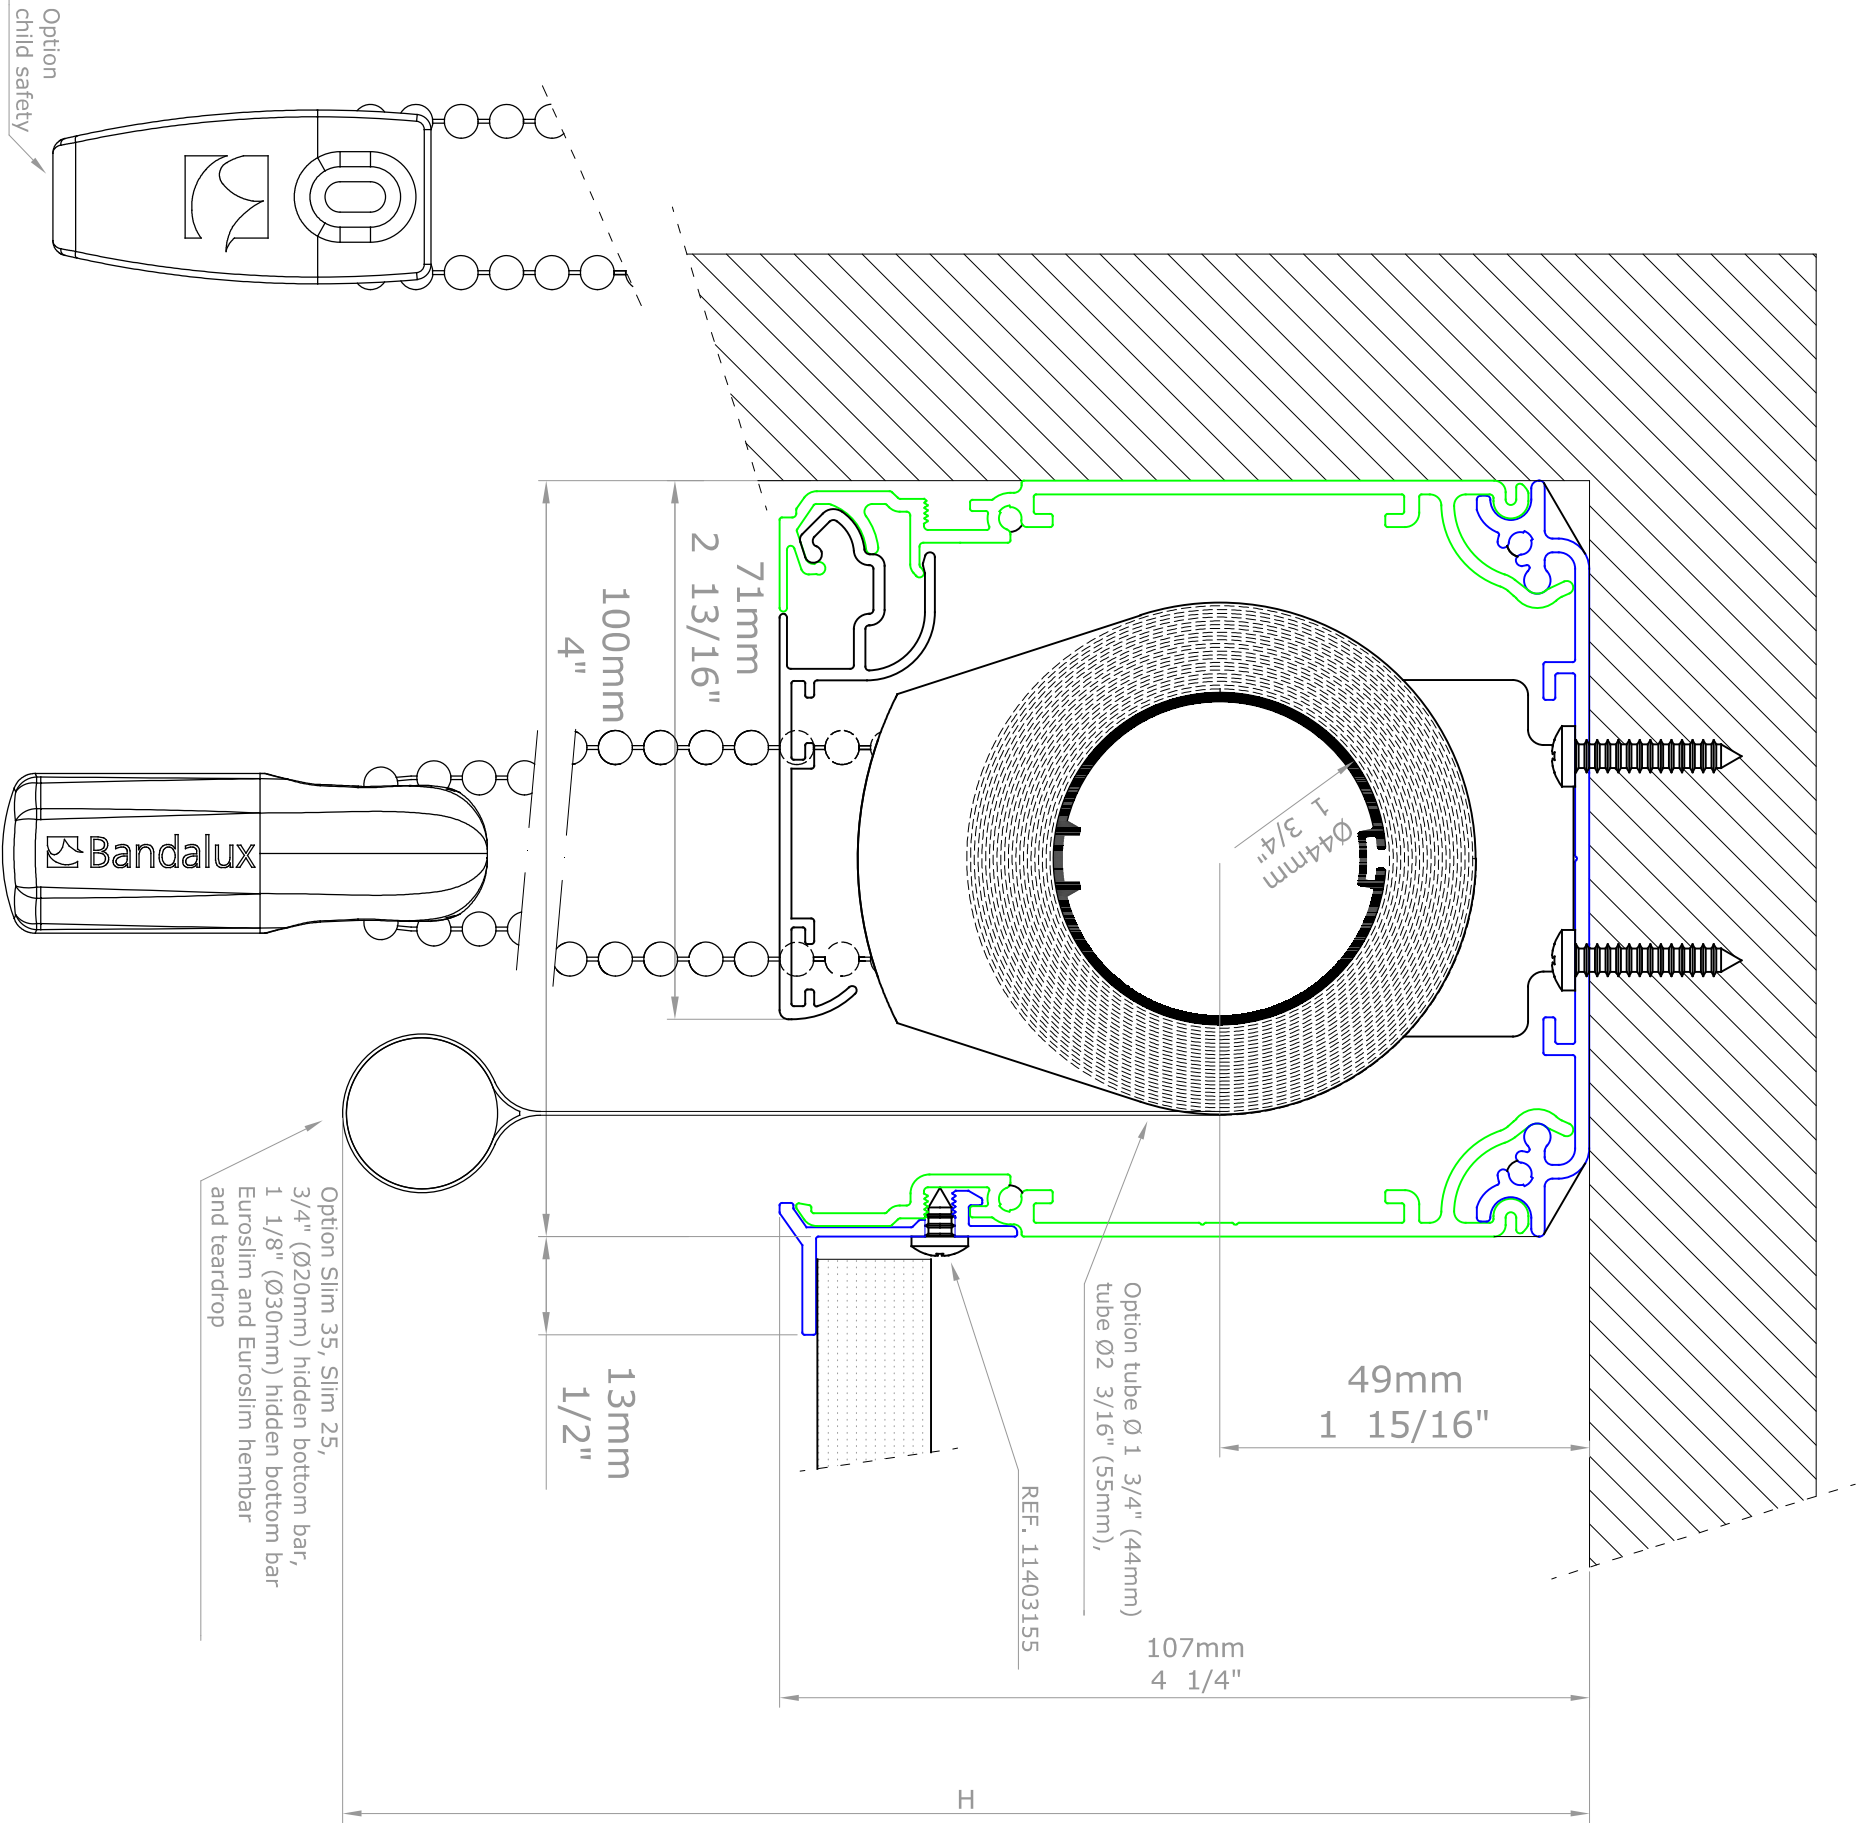 Option
child safety
Bandalux
71mm
2 13/16"
100mm
4"
Ø44mm
1 3/4"
13mm
1/2"
49mm
1 15/16"
Option tube Ø 1 3/4" (44mm)
tube Ø2 3/16" (55mm),
REF. 11403155
107mm
4 1/4"
Option Slim 35, Slim 25,
3/4" (Ø20mm) hidden bottom bar,
1 1/8" (Ø30mm) hidden bottom bar
Euroslim and Euroslim hembar
and teardrop
H